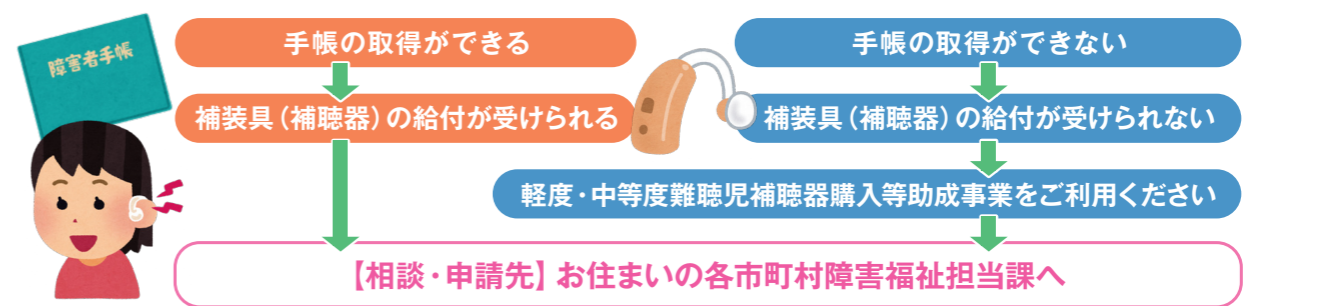 障害者手帳
手帳の取得ができる
補装具（補聴器）の給付が受けられる
手帳の取得ができない
補装具（補聴器）の給付が受けられない
軽度・中等度難聴児補聴器購入等助成事業をご利用ください
【相談・申請先】お住まいの各市町村障害福祉担当課へ